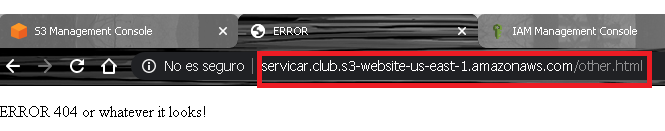 S3 Management Console
ERROR
IAM Management Console
No es seguro | servicar.club.s3-website-us-east-1.amazonaws.com/other.html
ERROR 404 or whatever it looks!